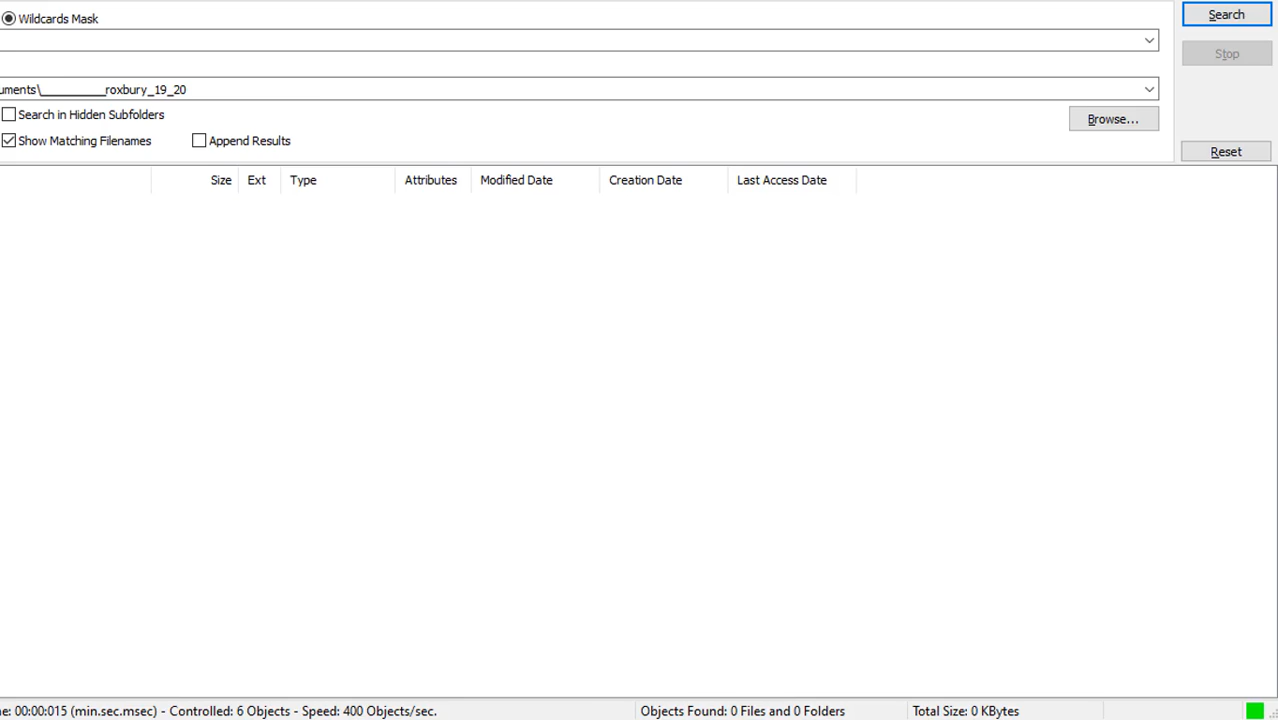 Wildcards Mask
Search
Stop
uments\__________roxbury_19_20
Search in Hidden Subfolders
Browse...
Show Matching Filenames Append Results
Reset
Size Ext Type Attributes Modified Date Creation Date Last Access Date
e: 00:00:015 (min.sec.msec) - Controlled: 6 Objects - Speed: 400 Objects/sec. Objects Found: 0 Files and 0 Folders Total Size: 0 KBytes